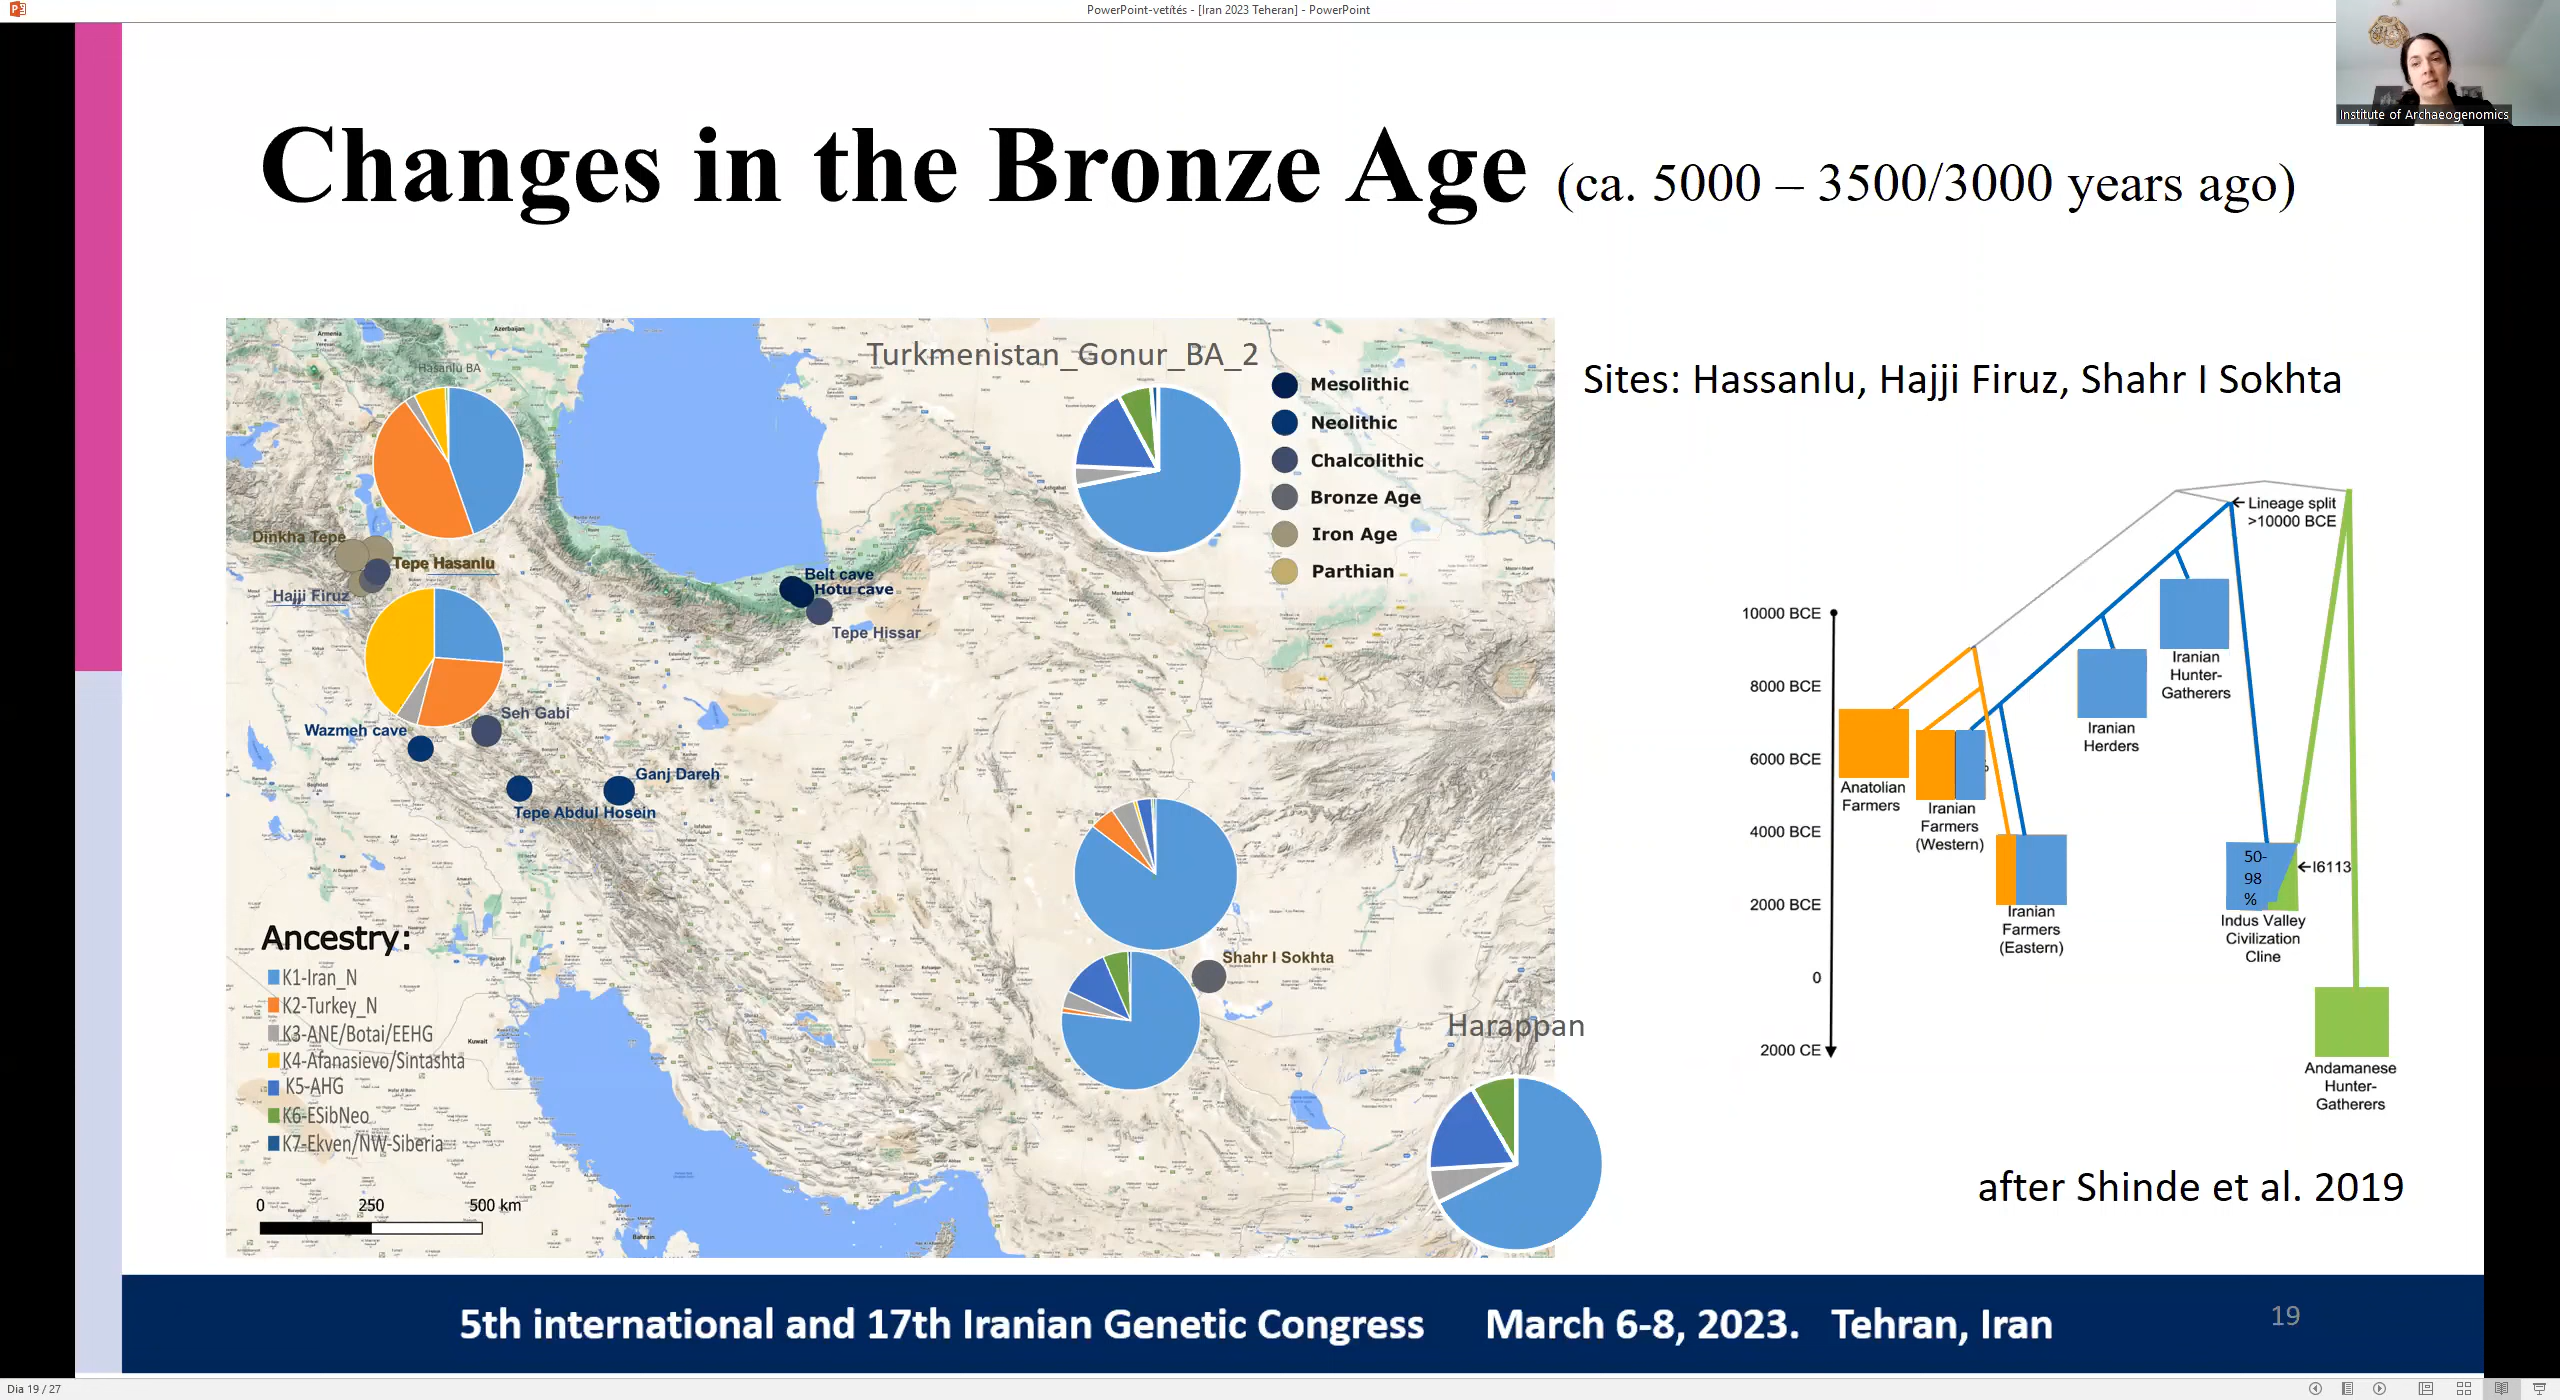 PowerPoint-vetítés - [Iran 2023 Teheran] - PowerPoint
Institute of Archaeogenomics
Changes in the Bronze Age (ca. 5000 – 3500/3000 years ago)
Armenia
Azerbaijan
Baku
Hasanlu BA
Turkmenistan_Gonur_BA_2
Mesolithic
Neolithic
Chalcolithic
Bronze Age
Iron Age
Parthian
Dinkha Tepe
Tepe Hasanlu
Hajji Firuz
Belt cave
Hotu cave
Tepe Hissar
Seh Gabi
Wazmeh cave
Ganj Dareh
Tepe Abdul Hosein
Shahr I Sokhta
Harappan
Kuwait
Bahrain
Ancestry:
K1-Iran_N
K2-Turkey_N
K3-ANE/Botai/EEHG
K4-Afanasievo/Sintashta
K5-AHG
K6-ESibNeo
K7-Ekven/NW-Siberia
0 250 500 km
Sites: Hassanlu, Hajji Firuz, Shahr I Sokhta
Lineage split
>10000 BCE
10000 BCE
8000 BCE
6000 BCE
4000 BCE
2000 BCE
0
2000 CE
Iranian
Hunter-
Gatherers
Iranian
Herders
Anatolian
Farmers
Iranian
Farmers
(Western)
Iranian
Farmers
(Eastern)
50-
98
%
←I6113
Indus Valley
Civilization
Cline
Andamanese
Hunter-
Gatherers
after Shinde et al. 2019
5th international and 17th Iranian Genetic Congress March 6-8, 2023. Tehran, Iran
19
Dia 19 / 27